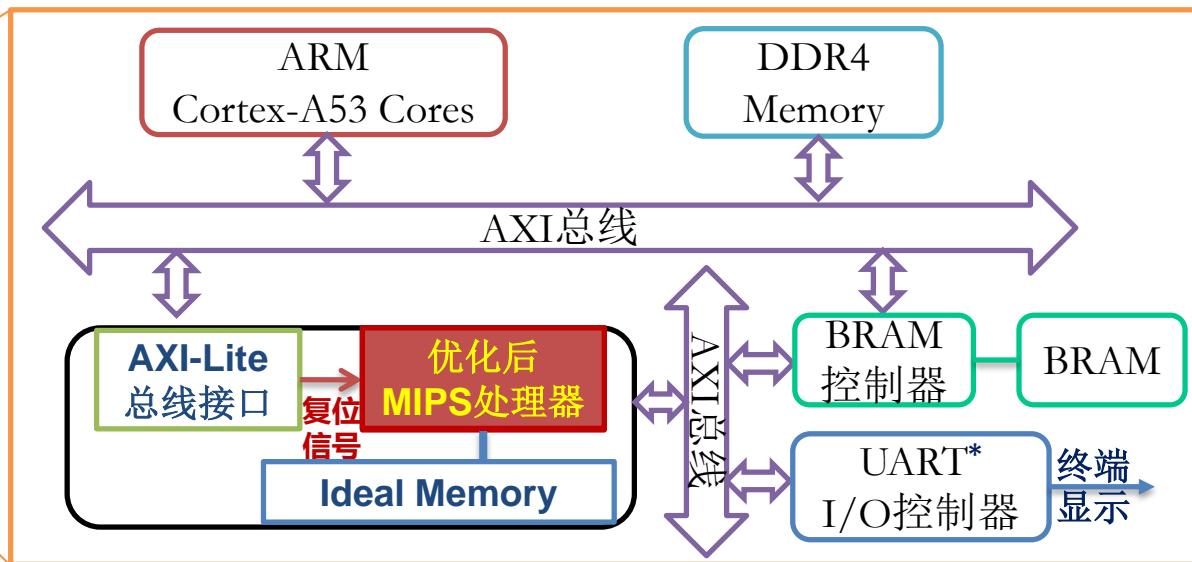 ARM
Cortex-A53 Cores
DDR4
Memory
AXI总线
AXI-Lite
总线接口
复位
信号
优化后
MIPS处理器
Ideal Memory
AXI总线
BRAM
控制器
BRAM
UART*
I/O控制器
终端
显示